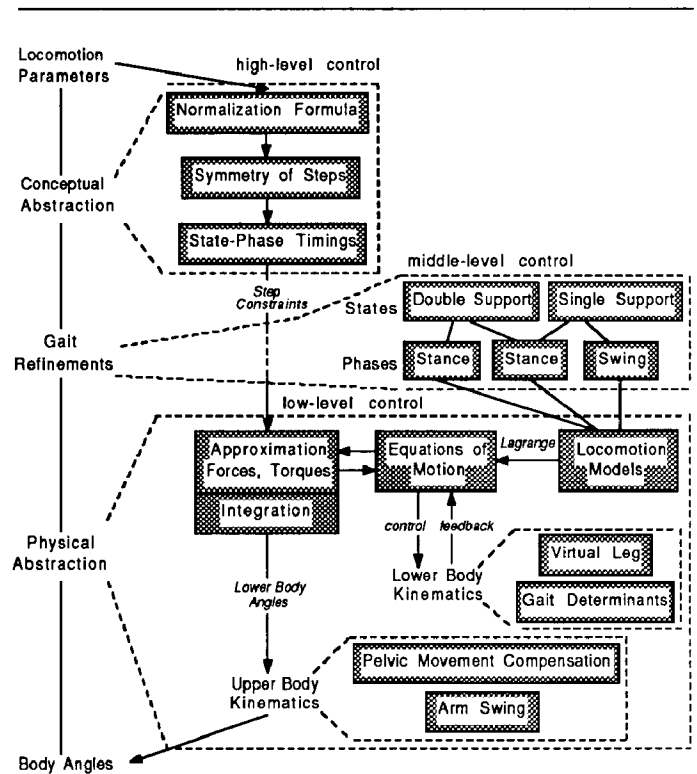 Locomotion
Parameters
high-level control
Normalization Formula
Symmetry of Steps
Conceptual
Abstraction
State-Phase Timings
middle-level control
Step
Constraints
States
Double Support
Single Support
Gait
Refinements
Phases
Stance
Stance
Swing
low-level control
Approximation
Forces, Torques
Integration
Equations of
Motion
Lagrange
Locomotion
Models
control
feedback
Physical
Abstraction
Virtual Leg
Lower Body
Kinematics
Gait Determinants
Lower Body
Angles
Pelvic Movement Compensation
Upper Body
Kinematics
Arm Swing
Body Angles